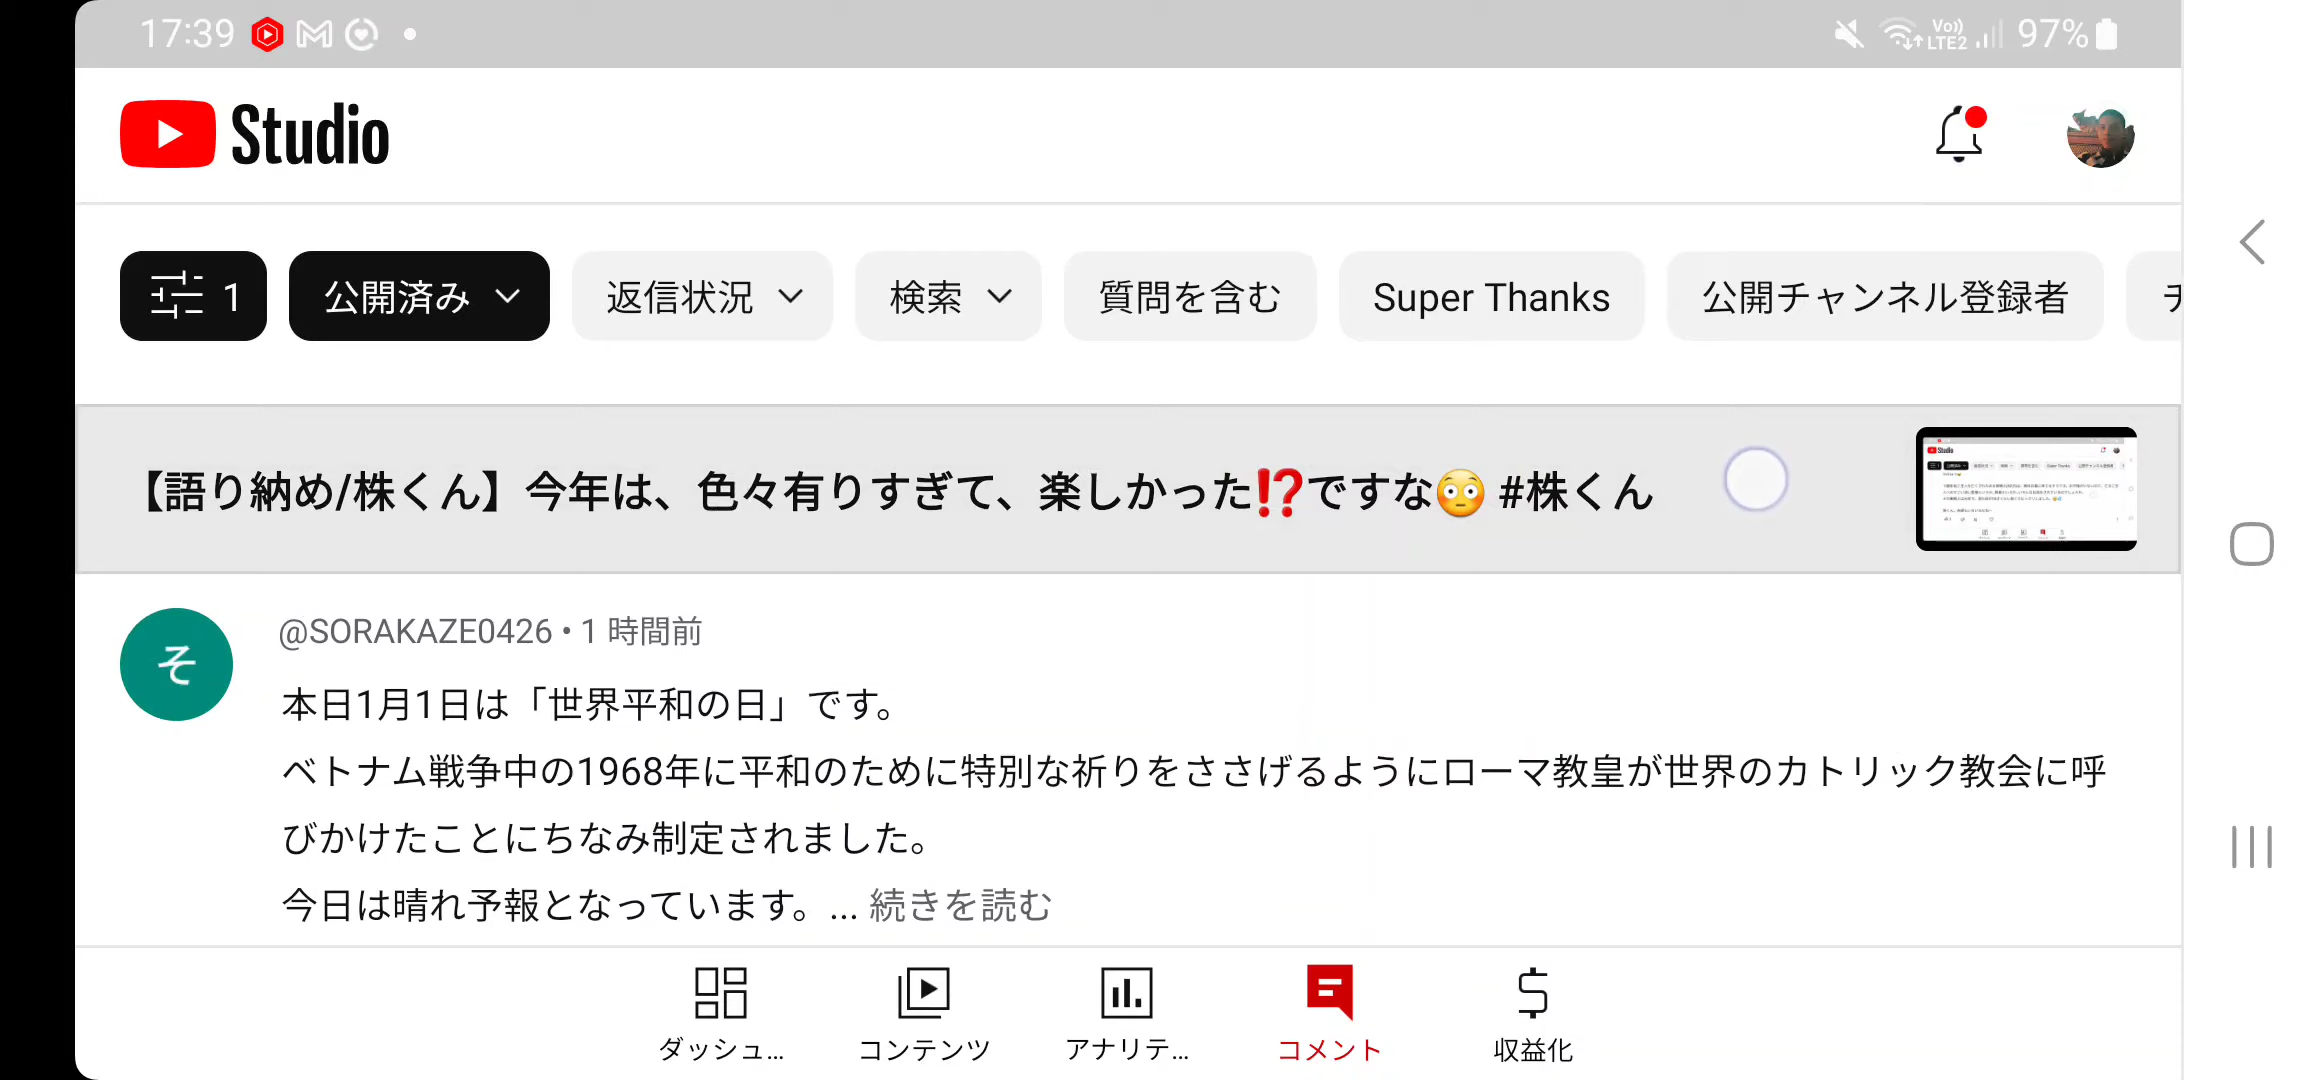 17:39
Vo)) LTE2 97%
Studio
1 公開済み 返信状況 検索 質問を含む Super Thanks 公開チャンネル登録者 チ
【語り納め/株くん】今年は、色々有りすぎて、楽しかった⁉️ですな😳 #株くん
そ
@SORAKAZE0426 • 1 時間前
本日1月1日は「世界平和の日」です。
ベトナム戦争中の1968年に平和のために特別な祈りをささげるようにローマ教皇が世界のカトリック教会に呼
びかけたことにちなみ制定されました。
今日は晴れ予報となっています。... 続きを読む
ダッシュ... コンテンツ アナリテ... コメント 収益化